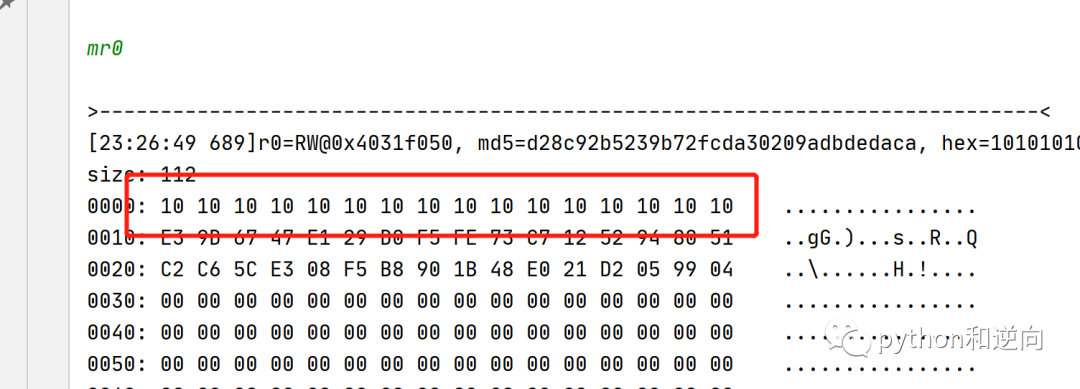 mr0
>-----------------------------------------------------------------------------<
[23:26:49 689]r0=RW@0x4031f050, md5=d28c92b5239b72fcda30209adbdedaca, hex=10101010
size: 112
0000: 10 10 10 10 10 10 10 10 10 10 10 10 10 10 10 10    ................
0010: E3 9D 67 47 E1 29 D0 F5 FE 73 C7 12 52 94 80 51    ..gG.)...s..R..Q
0020: C2 C6 5C E3 08 F5 B8 90 1B 48 E0 21 D2 05 99 04    ..\......H.!....
0030: 00 00 00 00 00 00 00 00 00 00 00 00 00 00 00 00    ................
0040: 00 00 00 00 00 00 00 00 00 00 00 00 00 00 00 00    ................
python和逆向
0050: 00 00 00 00 00 00 00 00 00 00 00 00 00 00 00 00    ................